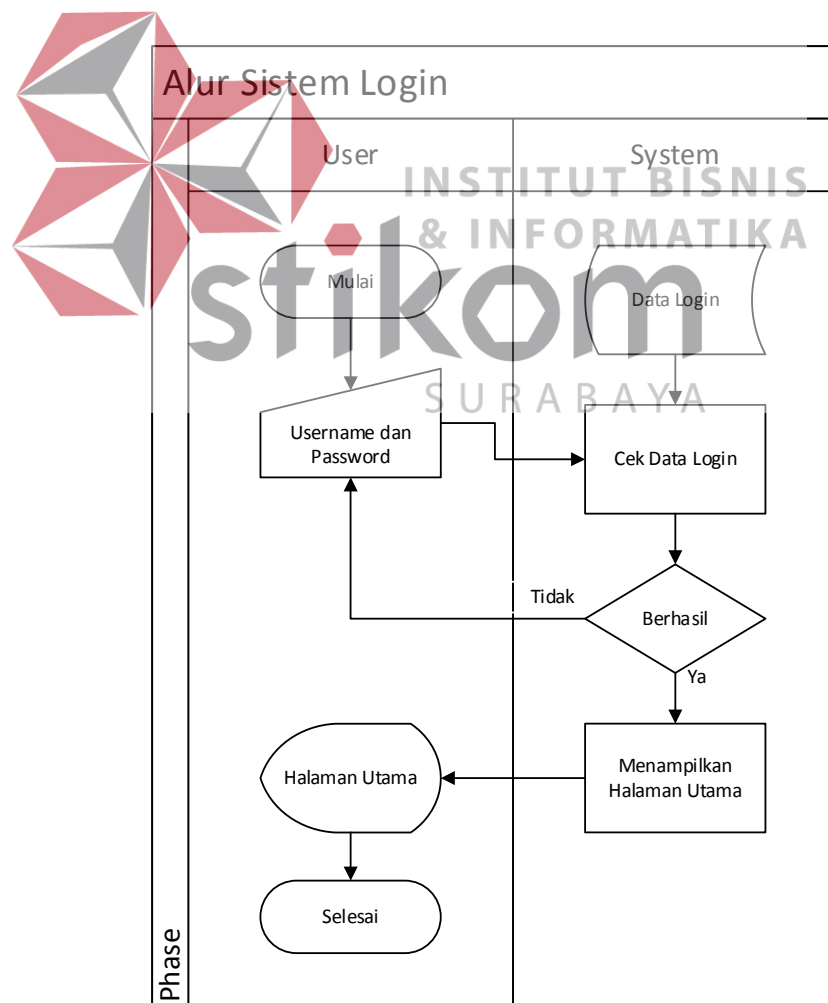 Alur Sistem Login
User
System
INSTITUT BISNIS
& INFORMATIKA
stikom
SURABAYA
Mulai
Data Login
Username dan
Password
Cek Data Login
Tidak
Berhasil
Ya
Halaman Utama
Menampilkan
Halaman Utama
Selesai
Phase